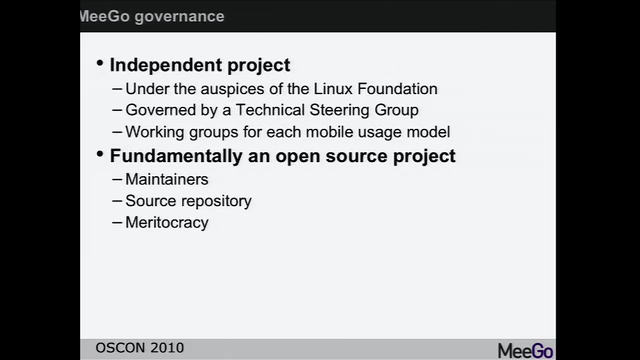 MeeGo governance
• Independent project
– Under the auspices of the Linux Foundation
– Governed by a Technical Steering Group
– Working groups for each mobile usage model
• Fundamentally an open source project
– Maintainers
– Source repository
– Meritocracy
OSCON 2010
MeeGo